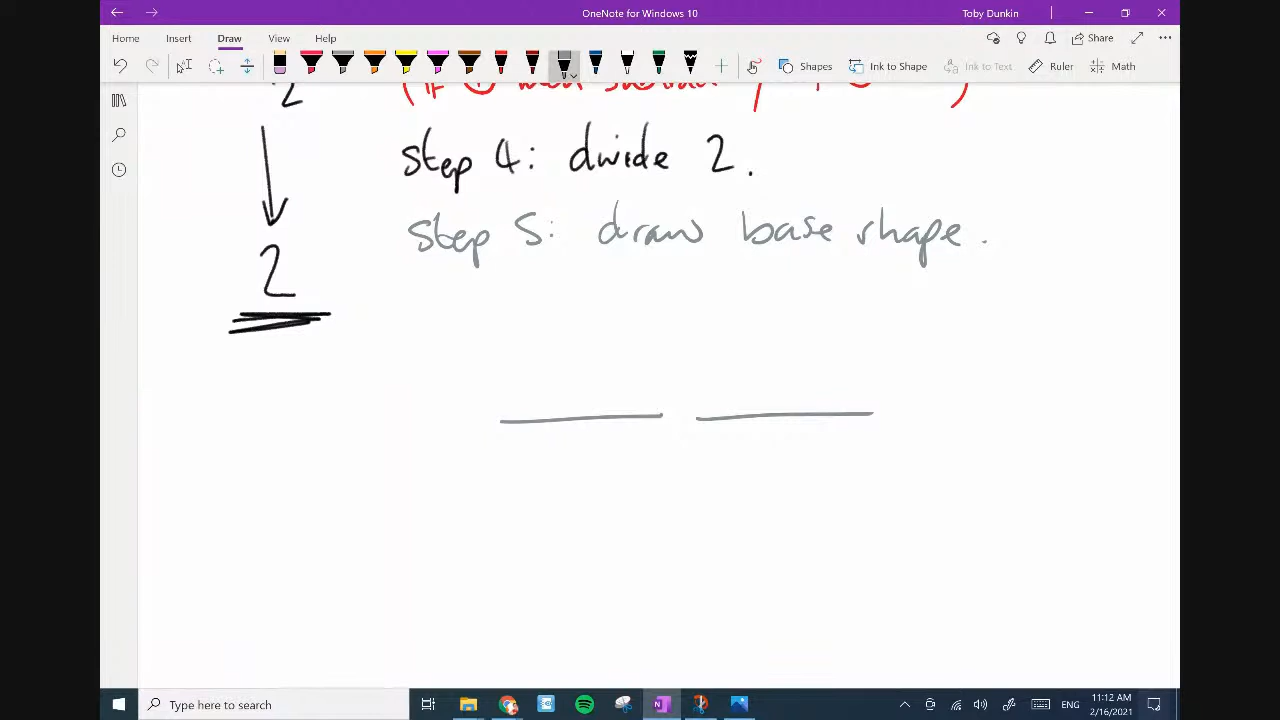 OneNote for Windows 10
Toby Dunkin
Home Insert Draw View Help
Share
Shapes Ink to Shape Ink to Text Ruler Math
2
(if
step 4: divide 2.
step 5: draw base shape.
2
Type here to search
ENG
11:12 AM
2/16/2021